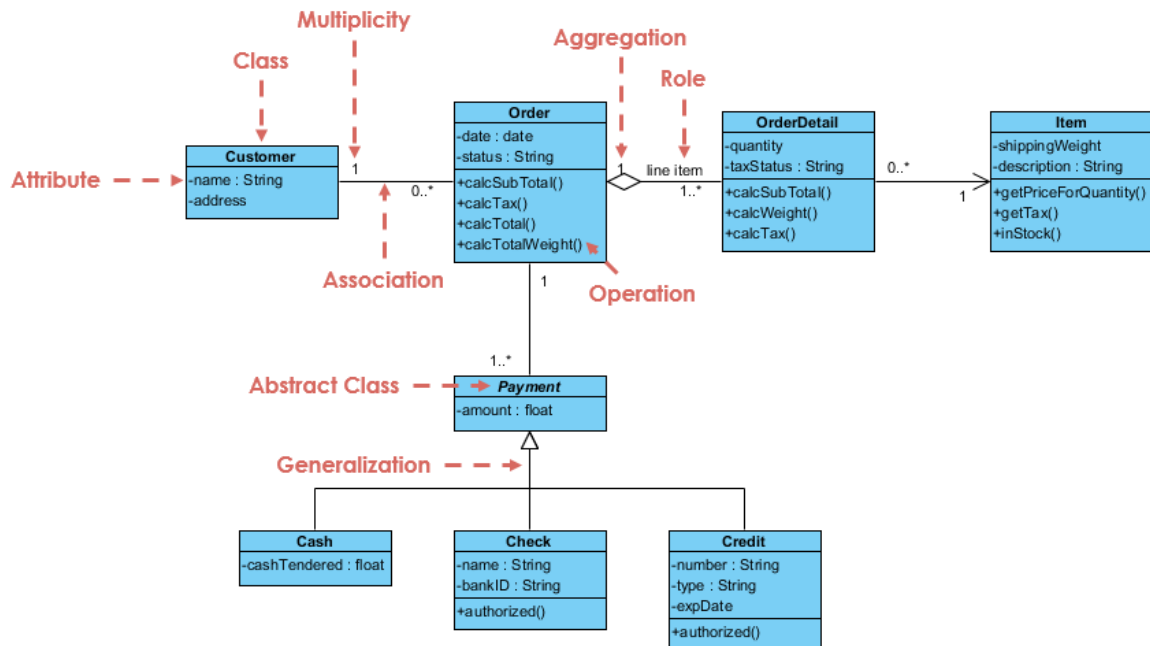 Multiplicity
Aggregation
Class
Role
Order
-date : date
-status : String
+calcSubTotal()
+calcTax()
+calcTotal()
+calcTotalWeight()
OrderDetail
-quantity
-taxStatus : String
+calcSubTotal()
+calcWeight()
+calcTax()
Item
-shippingWeight
-description : String
+getPriceForQuantity()
+getTax()
+inStock()
Customer
-name : String
-address
Attribute
1
0..*
1
line item
1..*
0..*
1
Association
Operation
1
1..*
Abstract Class
Payment
-amount : float
Generalization
Cash
-cashTendered : float
Check
-name : String
-bankID : String
+authorized()
Credit
-number : String
-type : String
-expDate
+authorized()